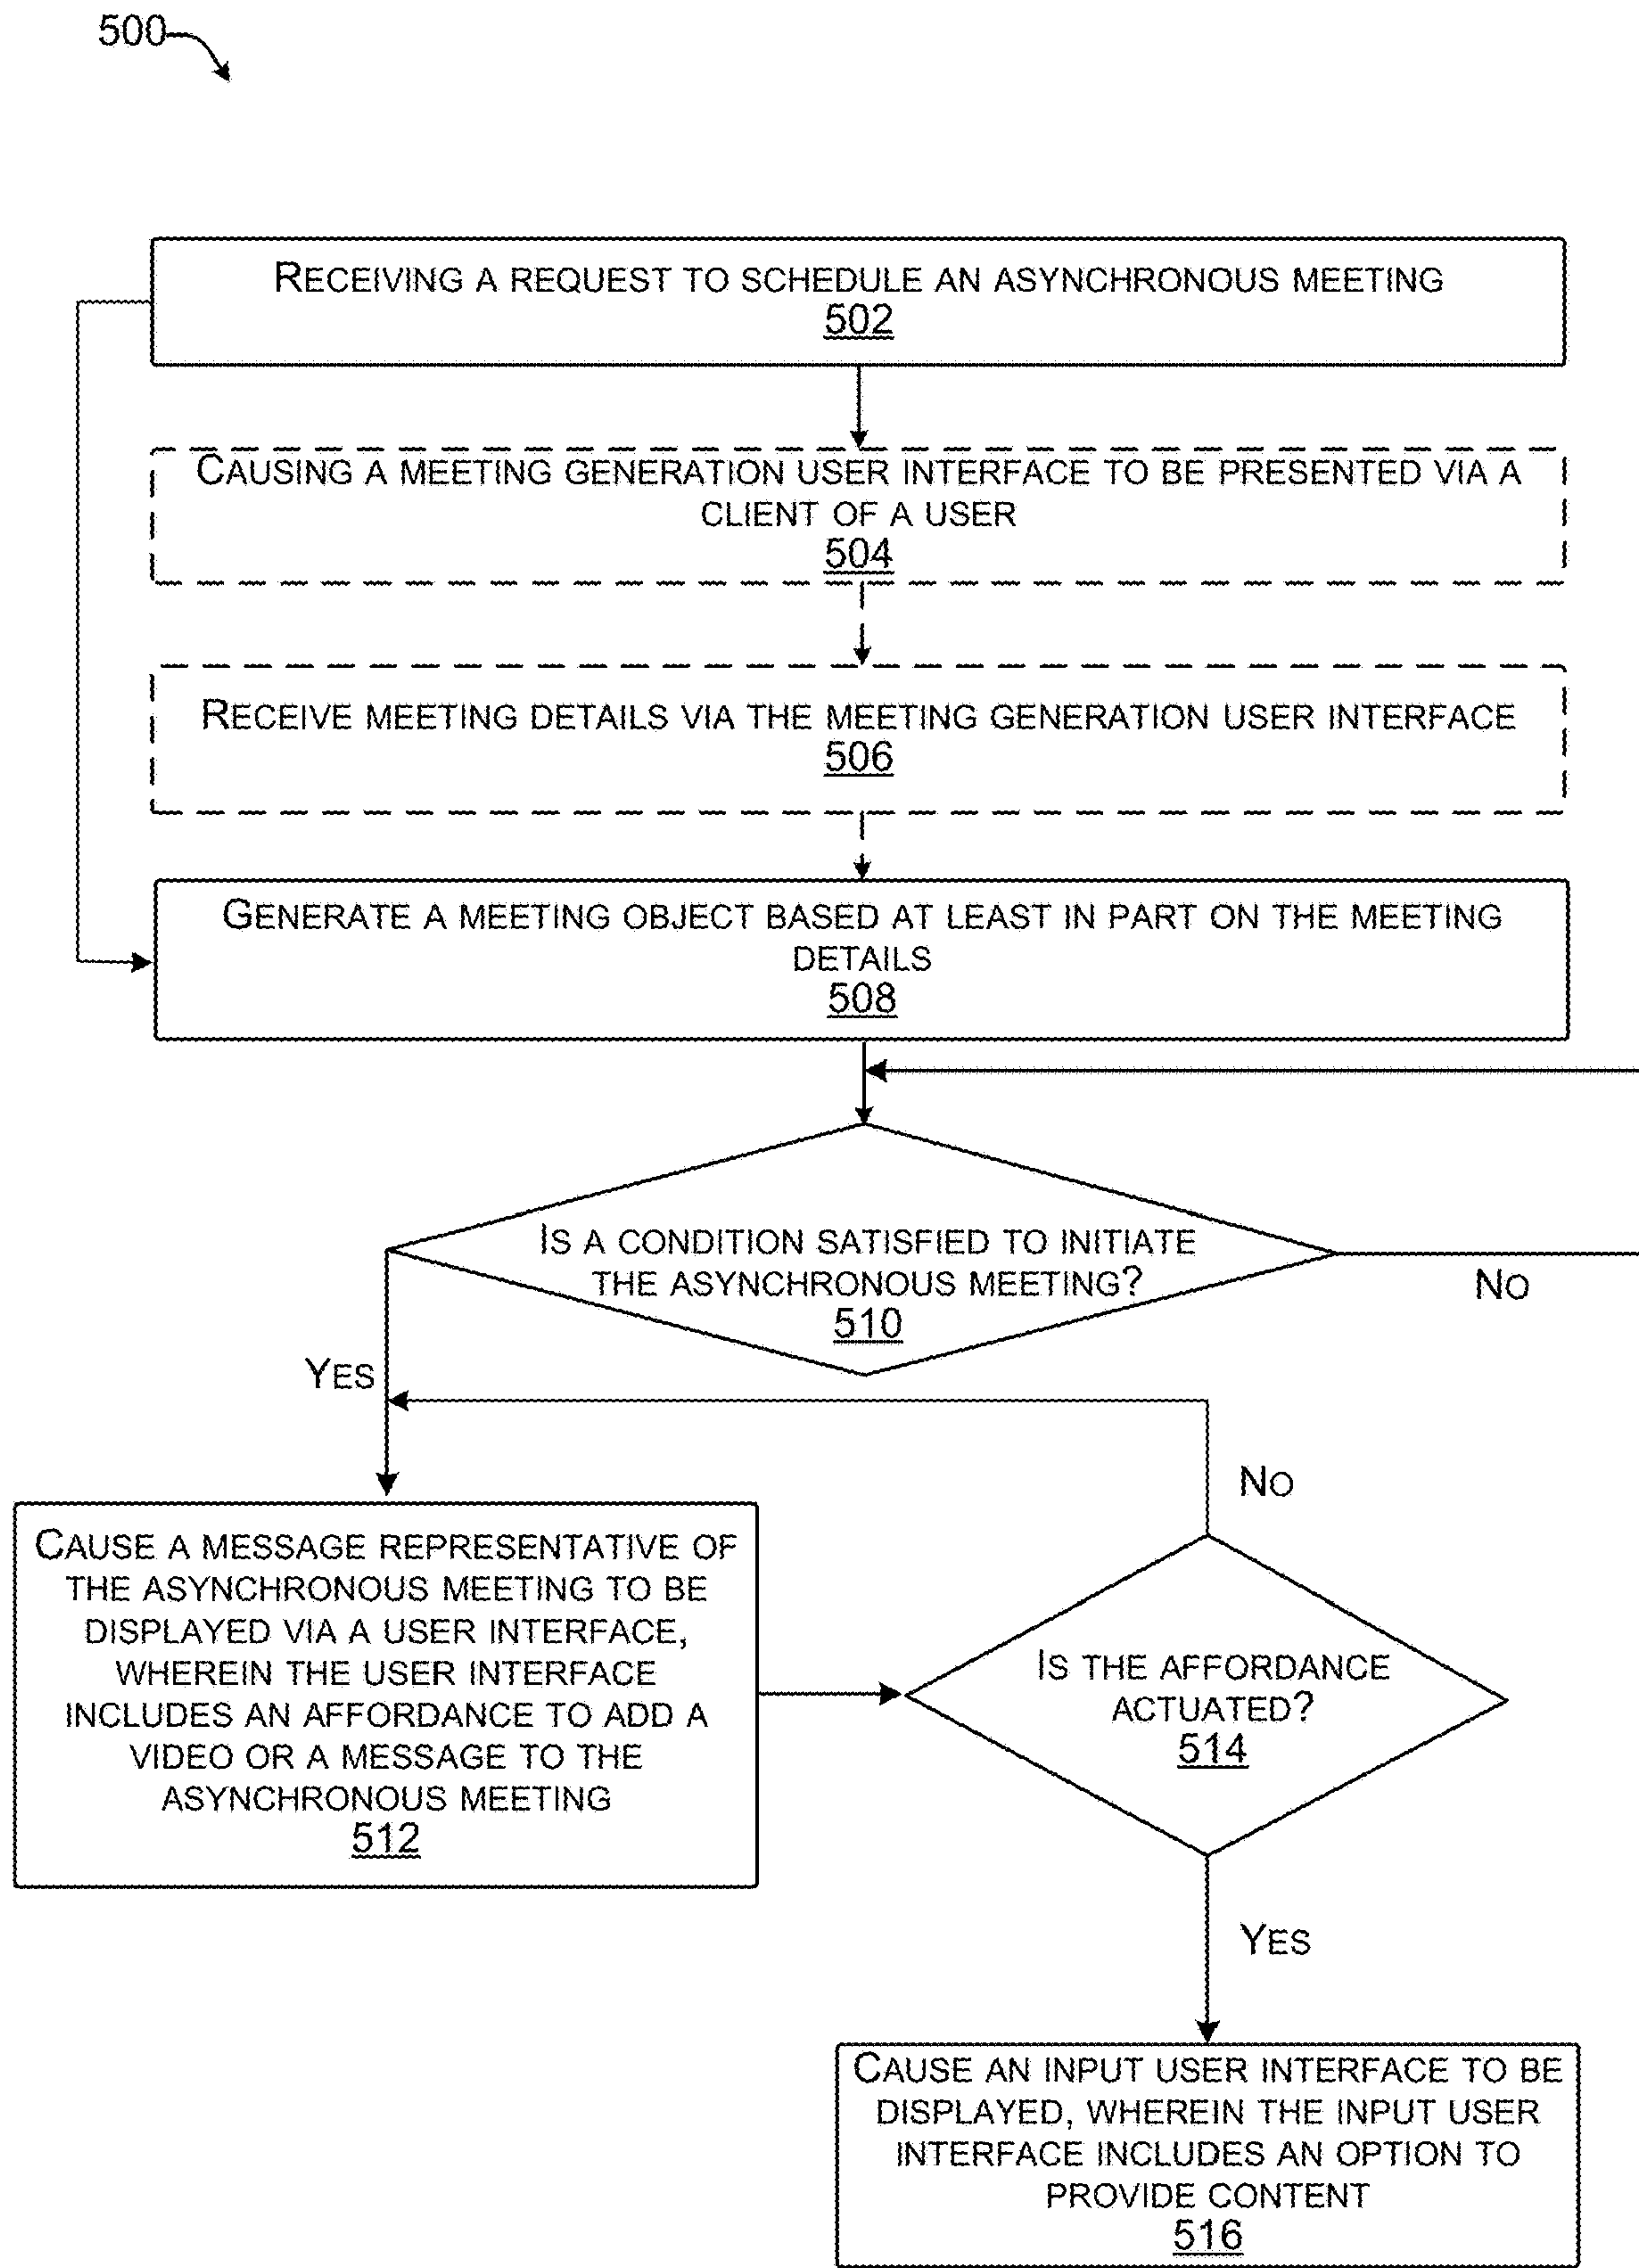 500
RECEIVING A REQUEST TO SCHEDULE AN ASYNCHRONOUS MEETING
502
CAUSING A MEETING GENERATION USER INTERFACE TO BE PRESENTED VIA A
CLIENT OF A USER
504
RECEIVE MEETING DETAILS VIA THE MEETING GENERATION USER INTERFACE
506
GENERATE A MEETING OBJECT BASED AT LEAST IN PART ON THE MEETING
DETAILS
508
IS A CONDITION SATISFIED TO INITIATE
THE ASYNCHRONOUS MEETING?
510
NO
YES
NO
CAUSE A MESSAGE REPRESENTATIVE OF
THE ASYNCHRONOUS MEETING TO BE
DISPLAYED VIA A USER INTERFACE,
WHEREIN THE USER INTERFACE
INCLUDES AN AFFORDANCE TO ADD A
VIDEO OR A MESSAGE TO THE
ASYNCHRONOUS MEETING
512
IS THE AFFORDANCE
ACTUATED?
514
YES
CAUSE AN INPUT USER INTERFACE TO BE
DISPLAYED, WHEREIN THE INPUT USER
INTERFACE INCLUDES AN OPTION TO
PROVIDE CONTENT
516